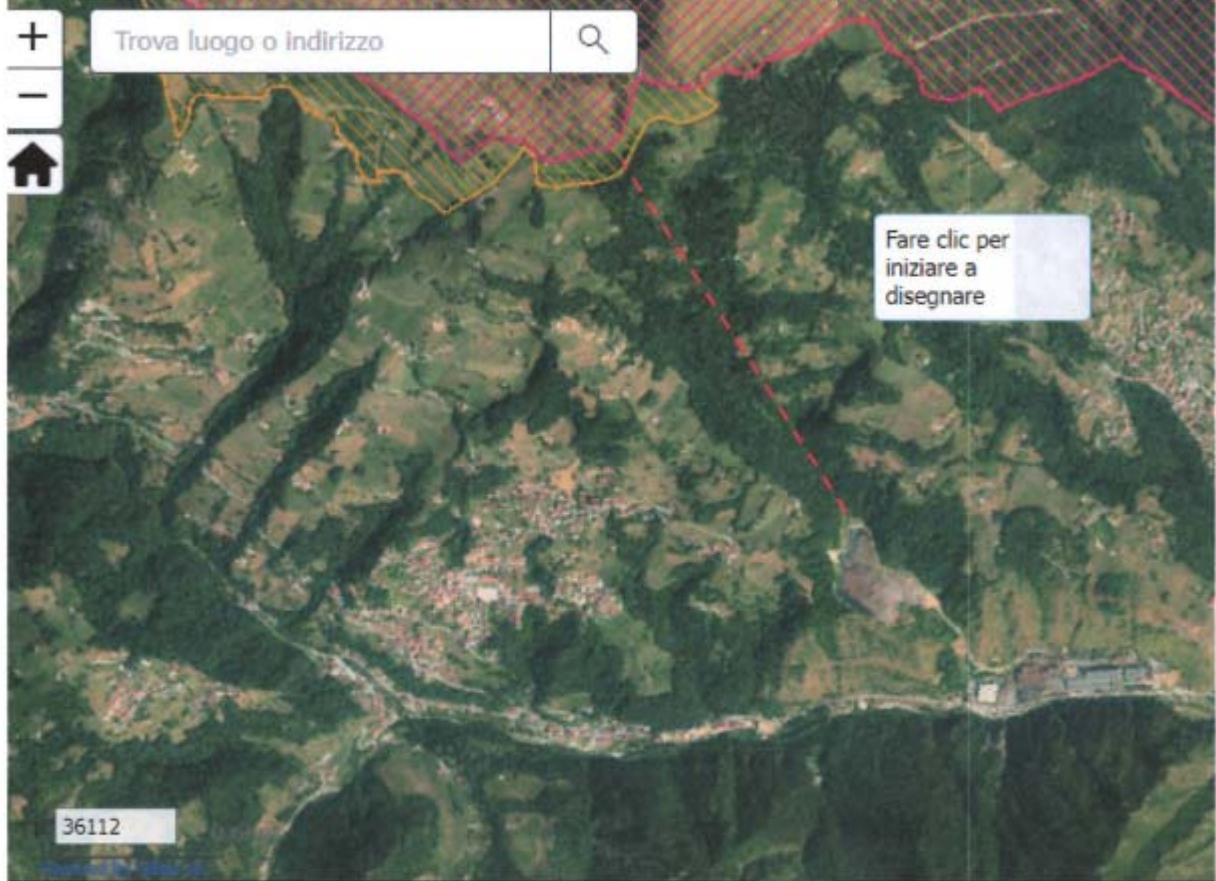 +
Trova luogo o indirizzo
−
Fare clic per
iniziare a
disegnare
36112